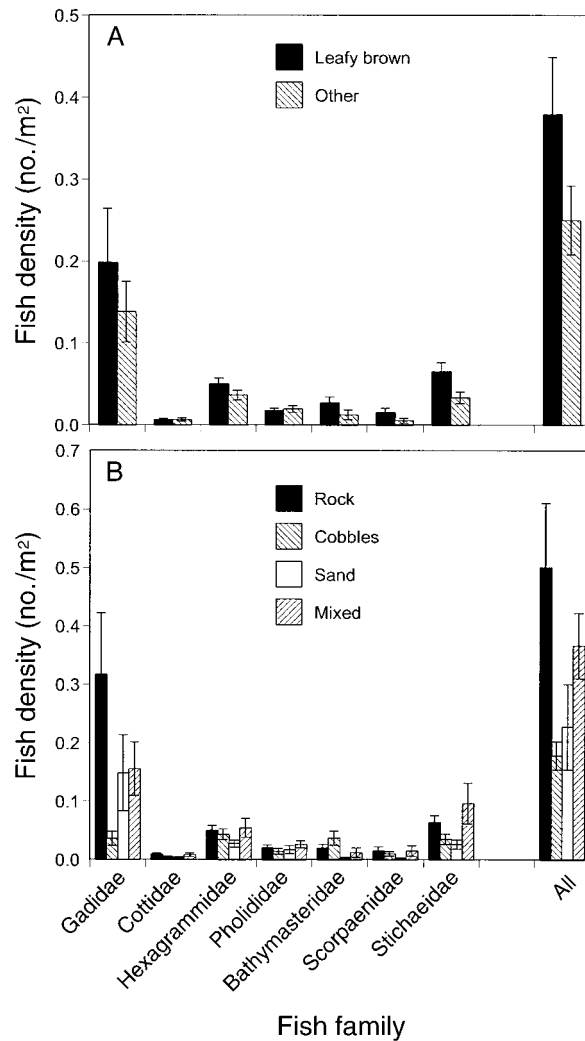 A
Leafy brown
Other
Fish density (no./m²)
0.5
0.4
0.3
0.2
0.1
0.0
B
Rock
Cobbles
Sand
Mixed
Fish density (no./m²)
0.7
0.6
0.5
0.4
0.3
0.2
0.1
0.0
Gadidae
Cottidae
Hexagrammidae
Pholididae
Bathymasteridae
Scorpaenidae
Stichaeidae
All
Fish family